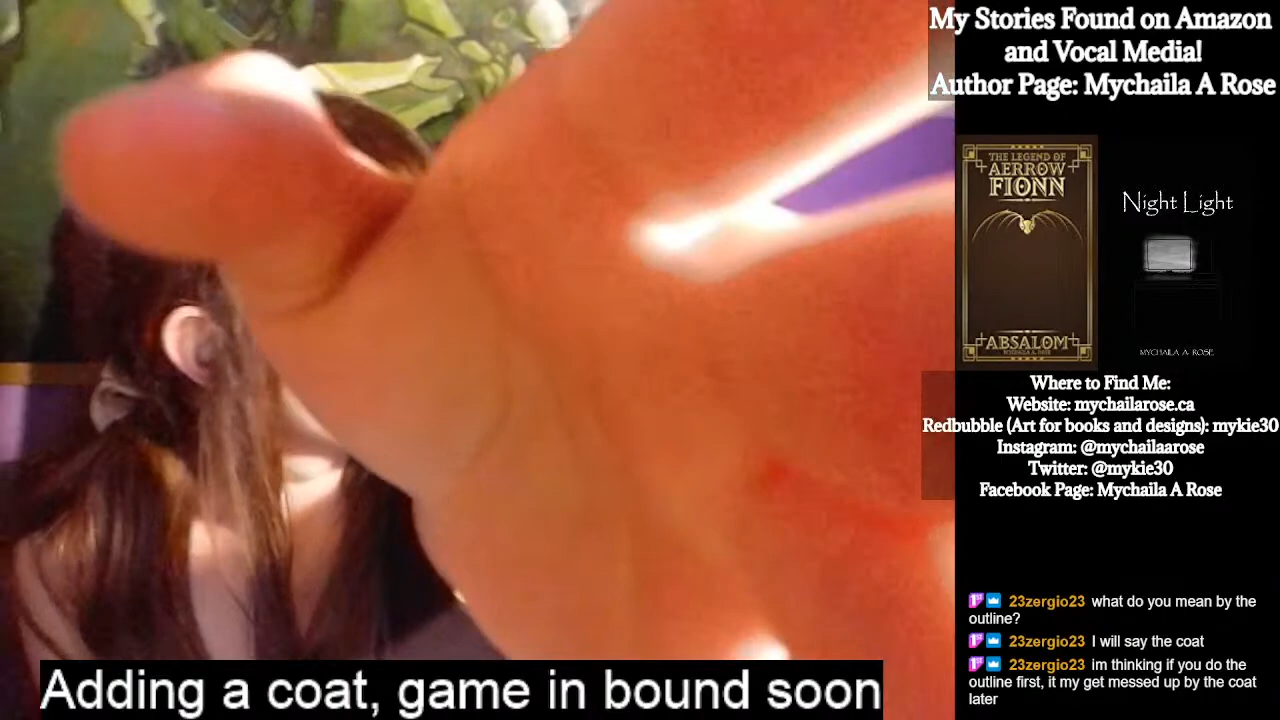 My Stories Found on Amazon
and Vocal Media!
Author Page: Mychaila A Rose
THE LEGEND OF
AERROW
FIONN
ABSALOM
MYCHAILA A. ROSE
Night Light
MYCHAILA A. ROSE
Where to Find Me:
Website: mychailarose.ca
Redbubble (Art for books and designs): mykie30
Instagram: @mychailaarose
Twitter: @mykie30
Facebook Page: Mychaila A Rose
23zergio23 what do you mean by the
outline?
23zergio23 I will say the coat
23zergio23 im thinking if you do the
outline first, it my get messed up by the coat
later
Adding a coat, game in bound soon